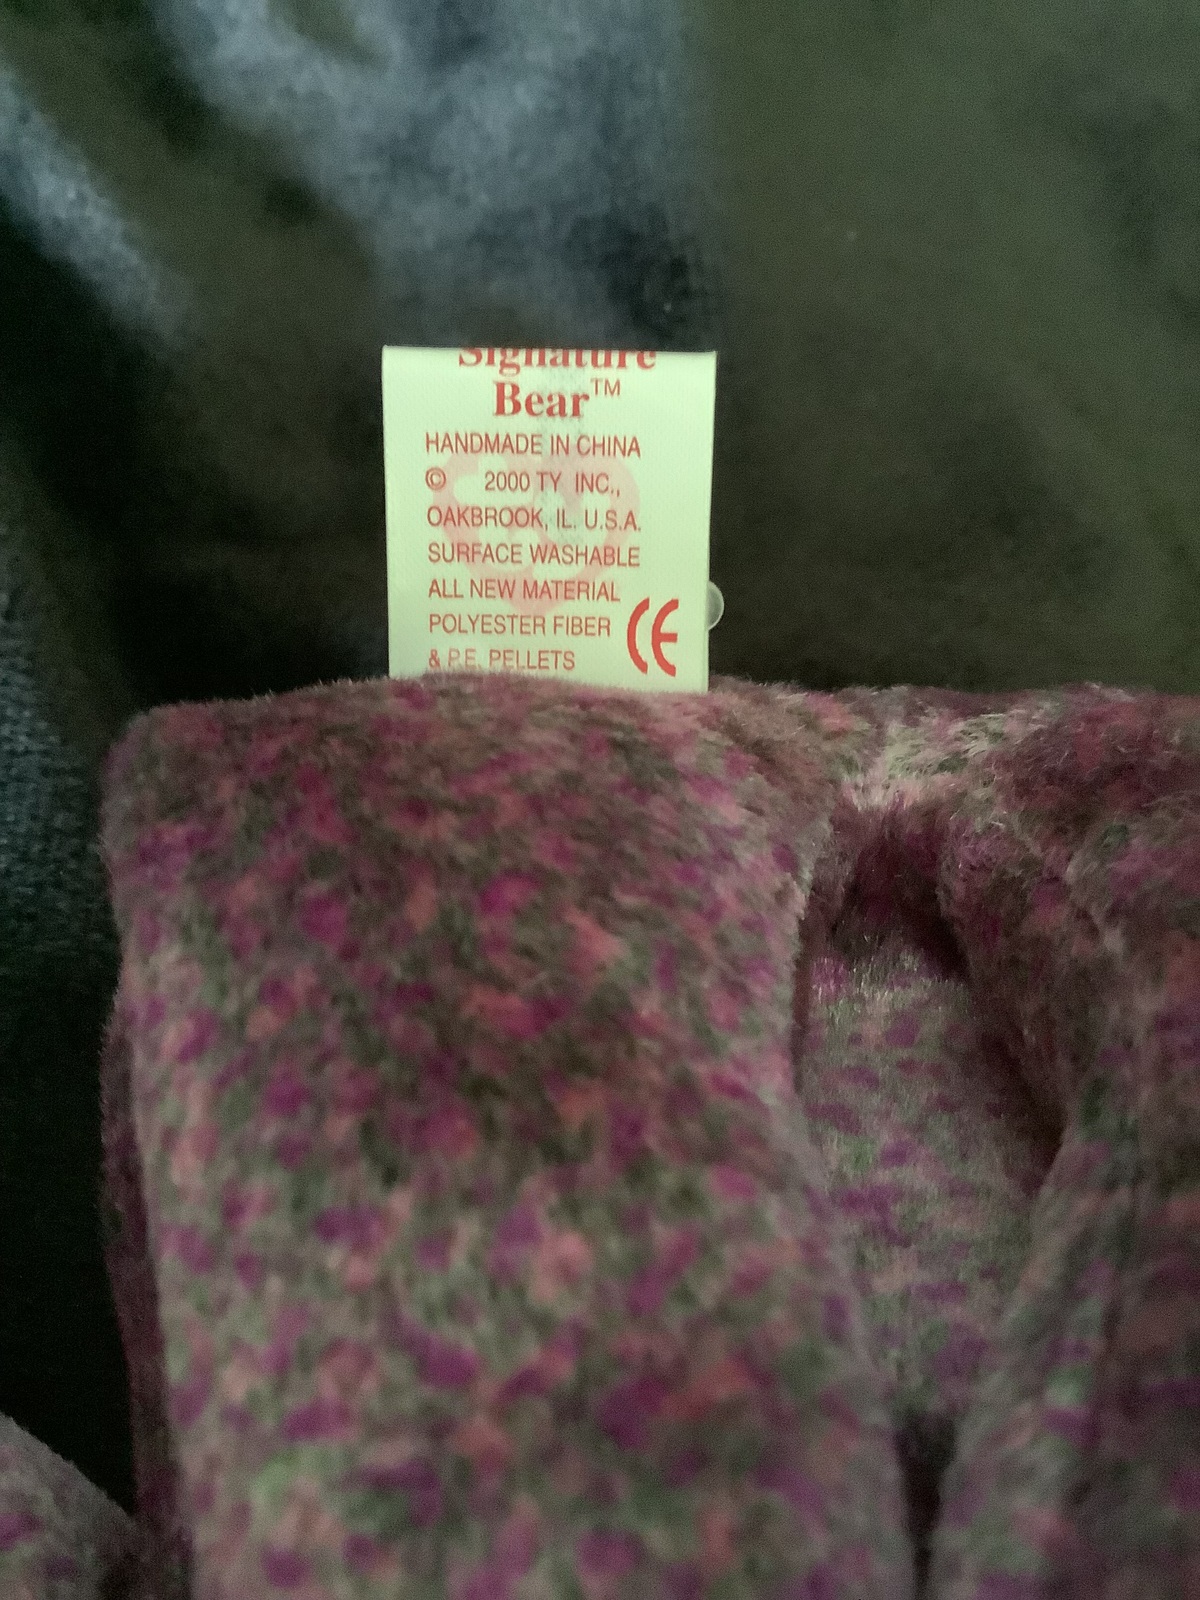 Signature
Bear™
HANDMADE IN CHINA
© 2000 TY INC.,
OAKBROOK, IL. U.S.A.
SURFACE WASHABLE
ALL NEW MATERIAL
POLYESTER FIBER
& P.E. PELLETS
CE